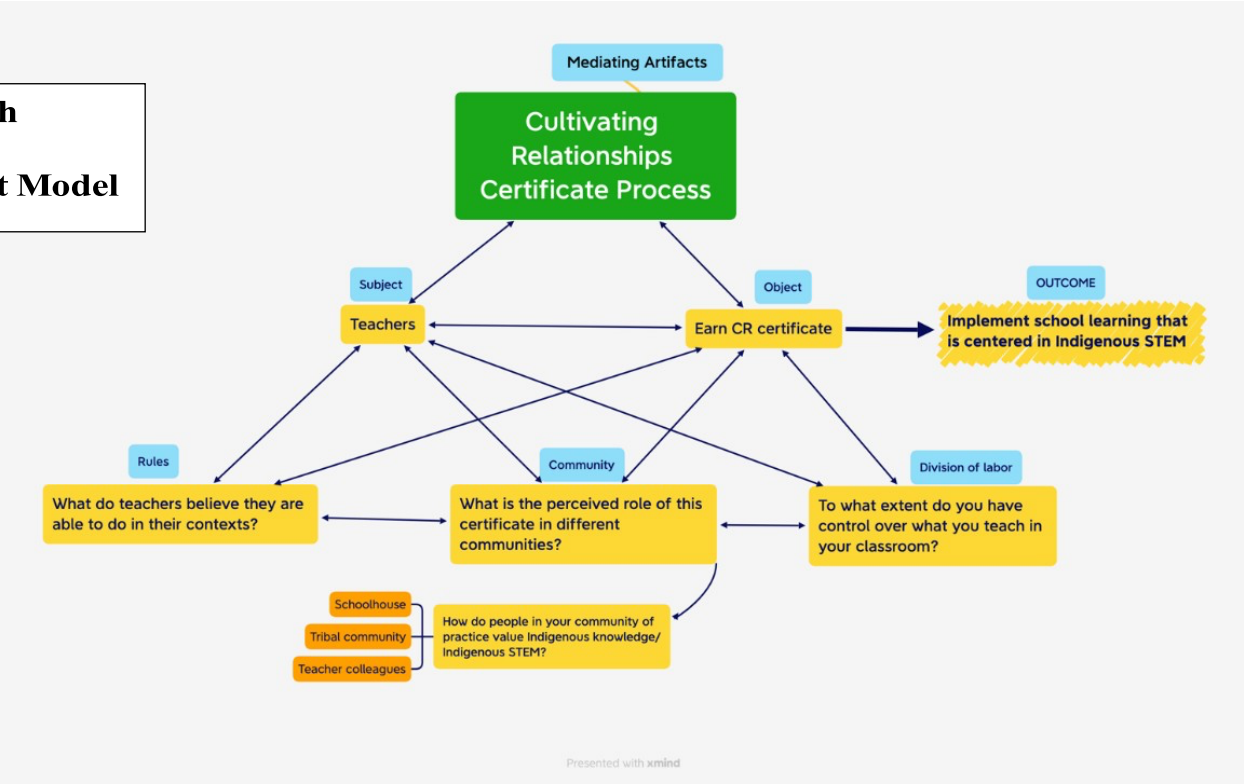 Mediating Artifacts
h
t Model
Cultivating
Relationships
Certificate Process
Subject
Teachers
Object
Earn CR certificate
OUTCOME
Implement school learning that
is centered in Indigenous STEM
Rules
What do teachers believe they are
able to do in their contexts?
Community
What is the perceived role of this
certificate in different
communities?
Division of labor
To what extent do you have
control over what you teach in
your classroom?
Schoolhouse
Tribal community
Teacher colleagues
How do people in your community of
practice value Indigenous knowledge/
Indigenous STEM?
Presented with xmind